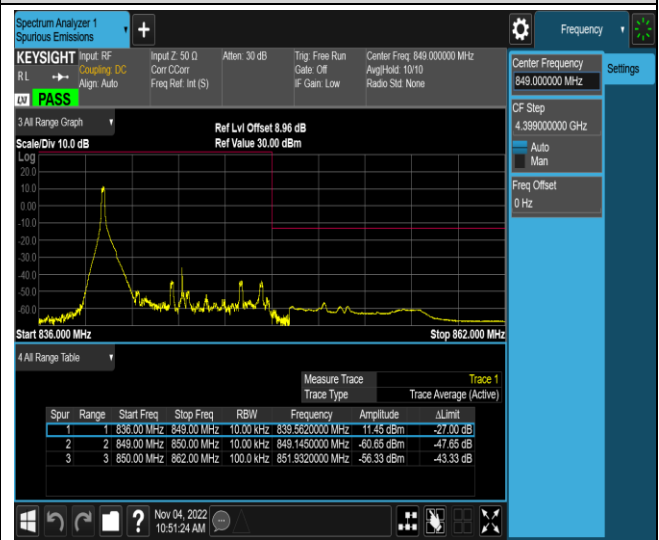 Spectrum Analyzer 1
Spurious Emissions
+
Frequency
KEYSIGHT Input: RF Input Z: 50 Ω Atten: 30 dB Trig: Free Run Center Freq: 849.000000 MHz
RL Coupling: DC Corr CCorr Gate: Off Avg|Hold: 10/10
Align: Auto Freq Ref: Int (S) IF Gain: Low Radio Std: None
LXI PASS
Center Frequency
849.000000 MHz
Settings
CF Step
4.399000000 GHz
Auto
Man
Freq Offset
0 Hz
3 All Range Graph
Ref Lvl Offset 8.96 dB
Scale/Div 10.0 dB Ref Value 30.00 dBm
Log
20.0
10.0
0.00
-10.0
-20.0
-30.0
-40.0
-50.0
-60.0
Start 836.000 MHz Stop 862.000 MHz
4 All Range Table
Measure Trace Trace 1
Trace Type Trace Average (Active)
Spur Range Start Freq Stop Freq RBW Frequency Amplitude ΔLimit
1 1 836.00 MHz 849.00 MHz 10.00 kHz 839.5620000 MHz 11.45 dBm -27.00 dB
2 2 849.00 MHz 850.00 MHz 10.00 kHz 849.1450000 MHz -60.65 dBm -47.65 dB
3 3 850.00 MHz 862.00 MHz 100.0 kHz 851.9320000 MHz -56.33 dBm -43.33 dB
? Nov 04, 2022
10:51:24 AM